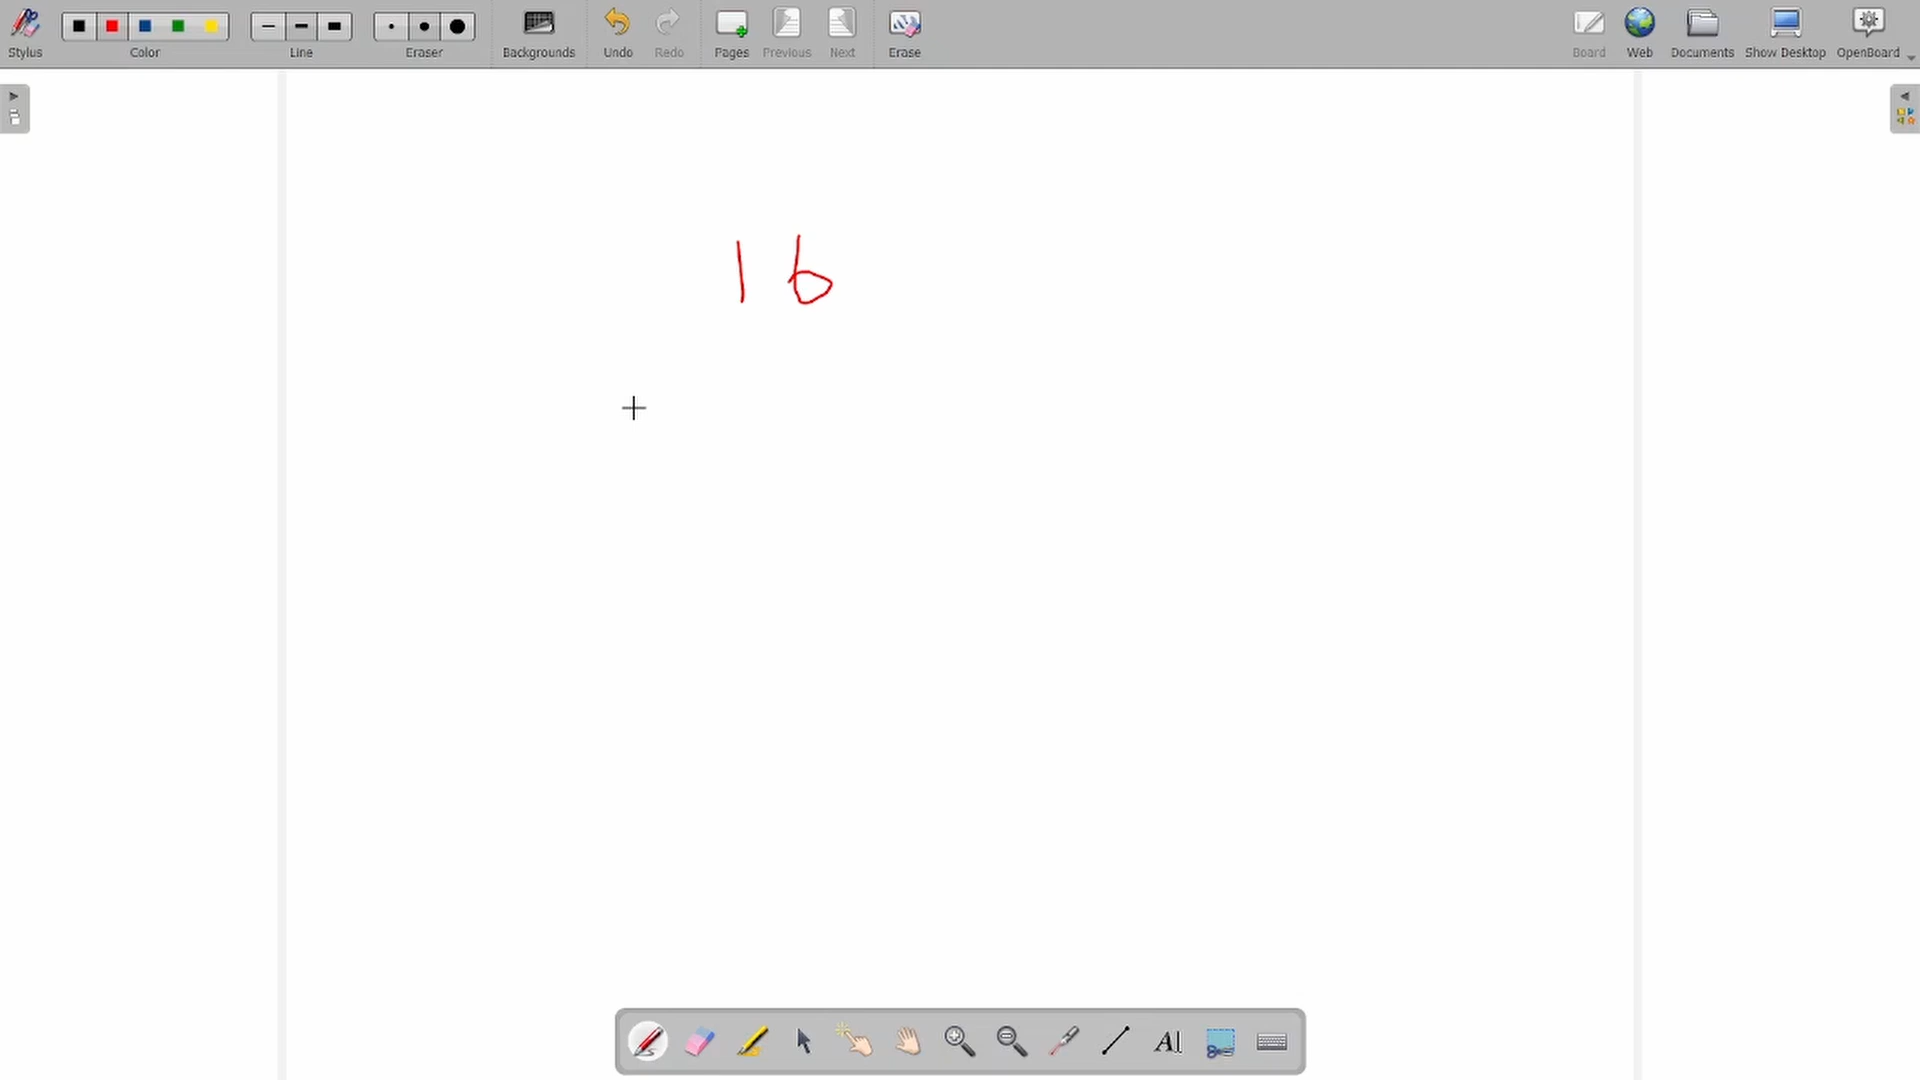 Stylus Color Line Eraser Backgrounds Undo Redo Pages Previous Next Erase Board Web Documents Show Desktop OpenBoard
16
A